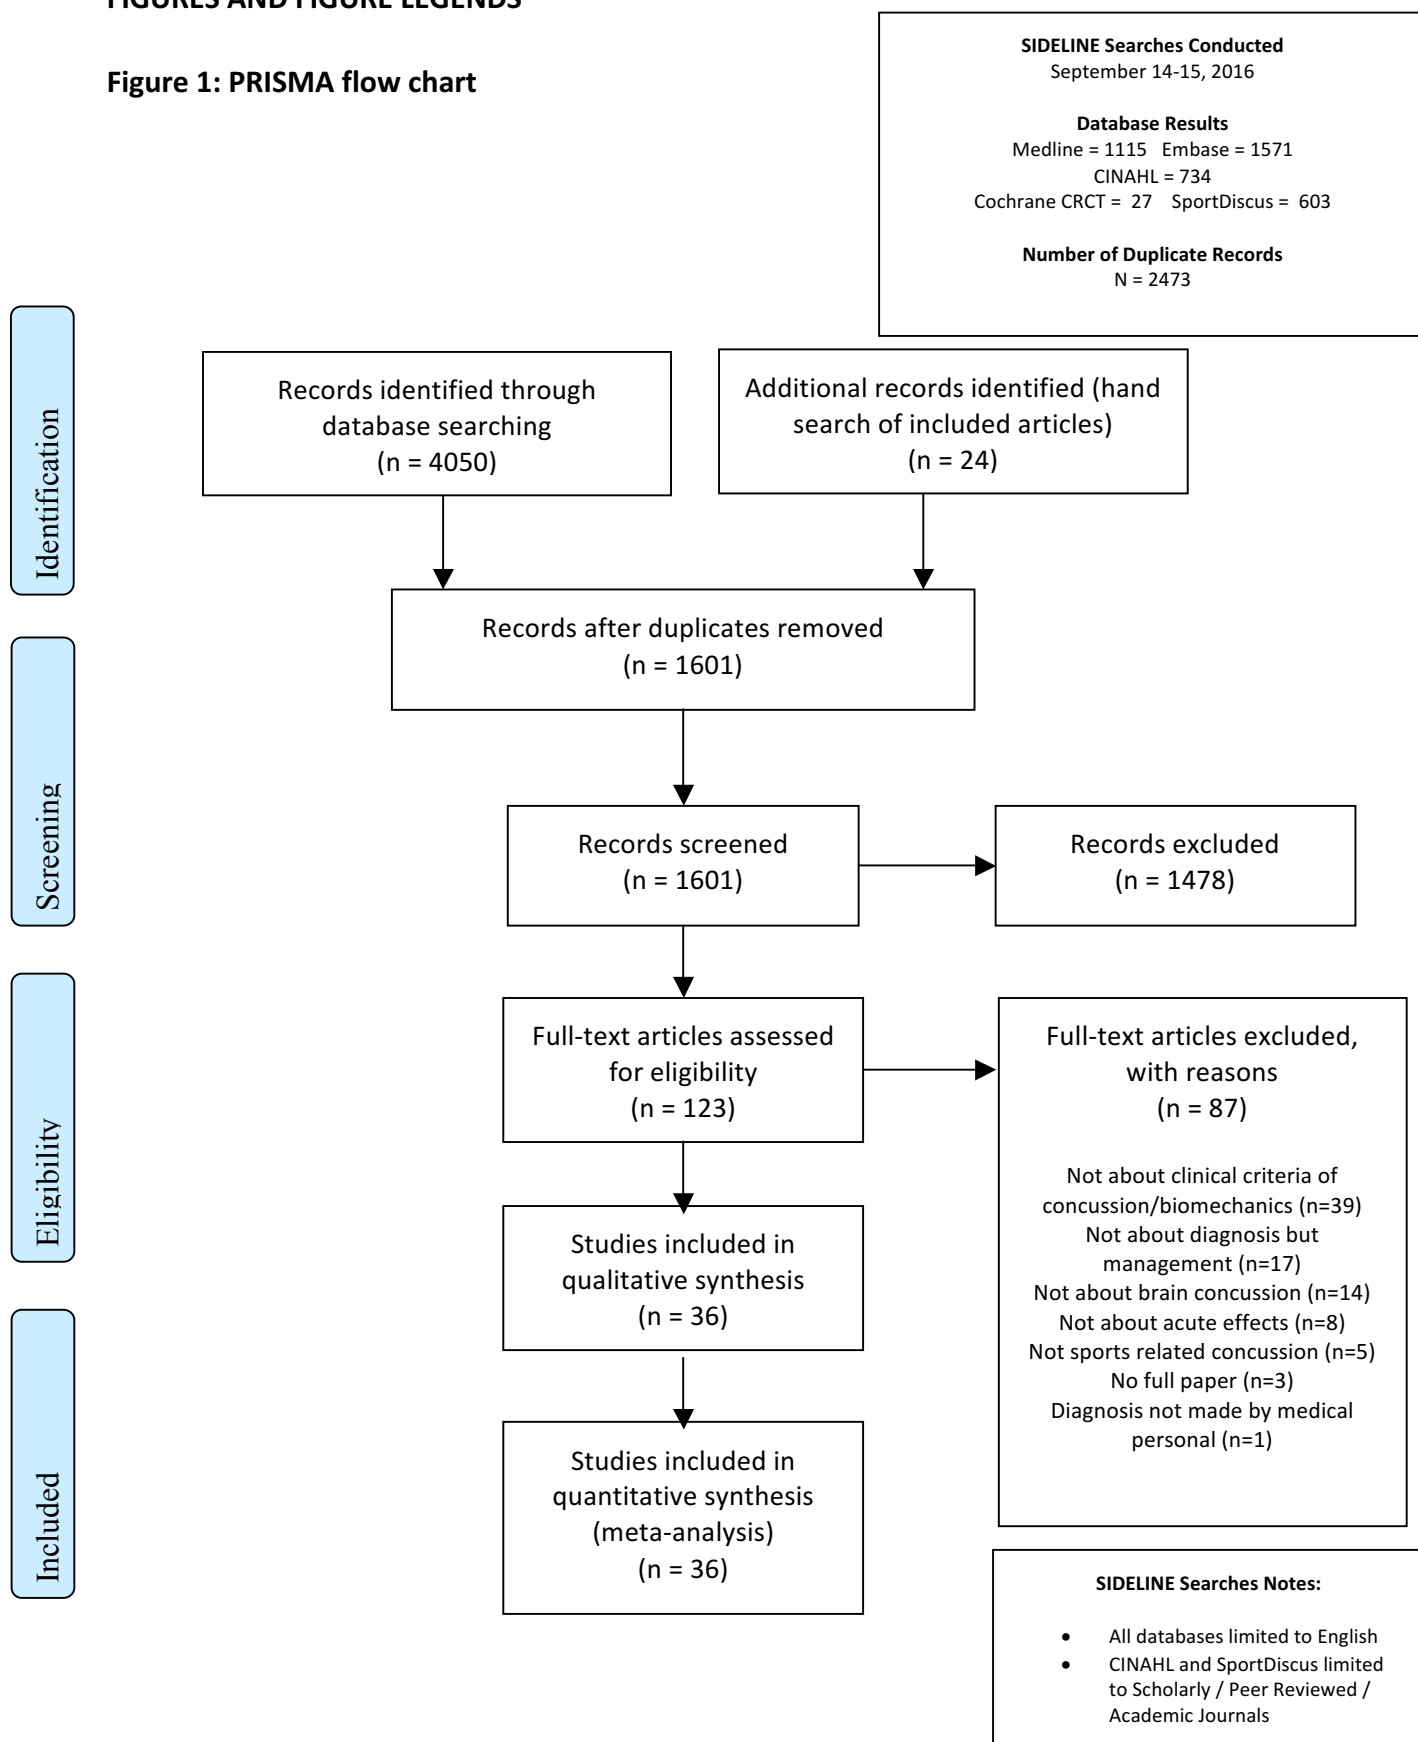 FIGURES AND FIGURE LEGENDS
Figure 1: PRISMA flow chart
SIDELINE Searches Conducted
September 14-15, 2016
Database Results
Medline = 1115 Embase = 1571
CINAHL = 734
Cochrane CRCT = 27 SportDiscus = 603
Number of Duplicate Records
N = 2473
Identification
Records identified through
database searching
(n = 4050)
Additional records identified (hand
search of included articles)
(n = 24)
Records after duplicates removed
(n = 1601)
Screening
Records screened
(n = 1601)
Records excluded
(n = 1478)
Eligibility
Full-text articles assessed
for eligibility
(n = 123)
Full-text articles excluded,
with reasons
(n = 87)
Not about clinical criteria of
concussion/biomechanics (n=39)
Not about diagnosis but
management (n=17)
Not about brain concussion (n=14)
Not about acute effects (n=8)
Not sports related concussion (n=5)
No full paper (n=3)
Diagnosis not made by medical
personal (n=1)
Studies included in
qualitative synthesis
(n = 36)
Included
Studies included in
quantitative synthesis
(meta-analysis)
(n = 36)
SIDELINE Searches Notes:
• All databases limited to English
• CINAHL and SportDiscus limited
to Scholarly / Peer Reviewed /
Academic Journals